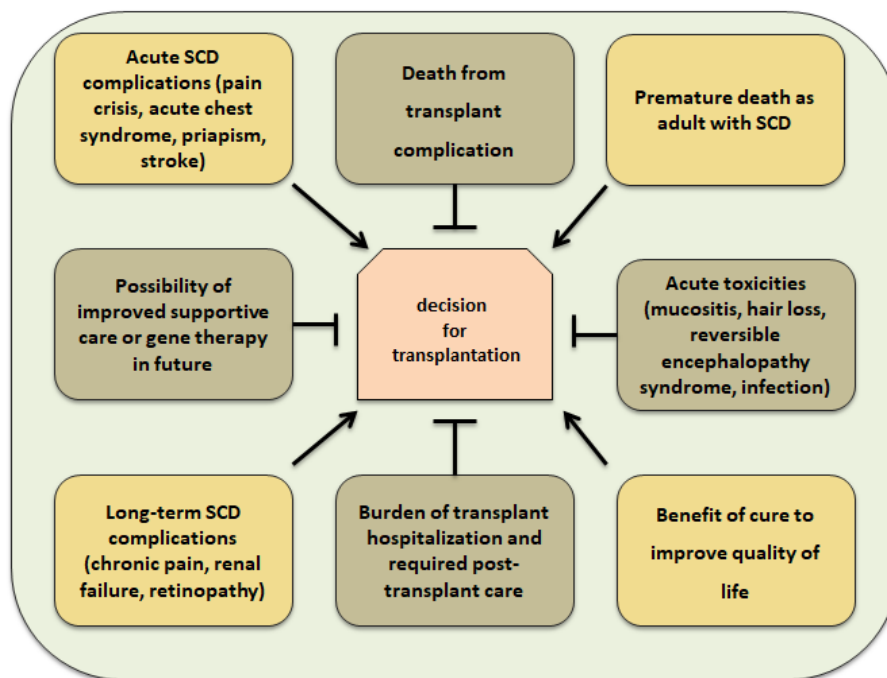 Acute SCD
complications (pain
crisis, acute chest
syndrome, priapism,
stroke)
Death from
transplant
complication
Premature death as
adult with SCD
Possibility of
improved supportive
care or gene therapy
in future
decision
for
transplantation
Acute toxicities
(mucositis, hair loss,
reversible
encephalopathy
syndrome, infection)
Long-term SCD
complications
(chronic pain, renal
failure, retinopathy)
Burden of transplant
hospitalization and
required post-
transplant care
Benefit of cure to
improve quality of
life